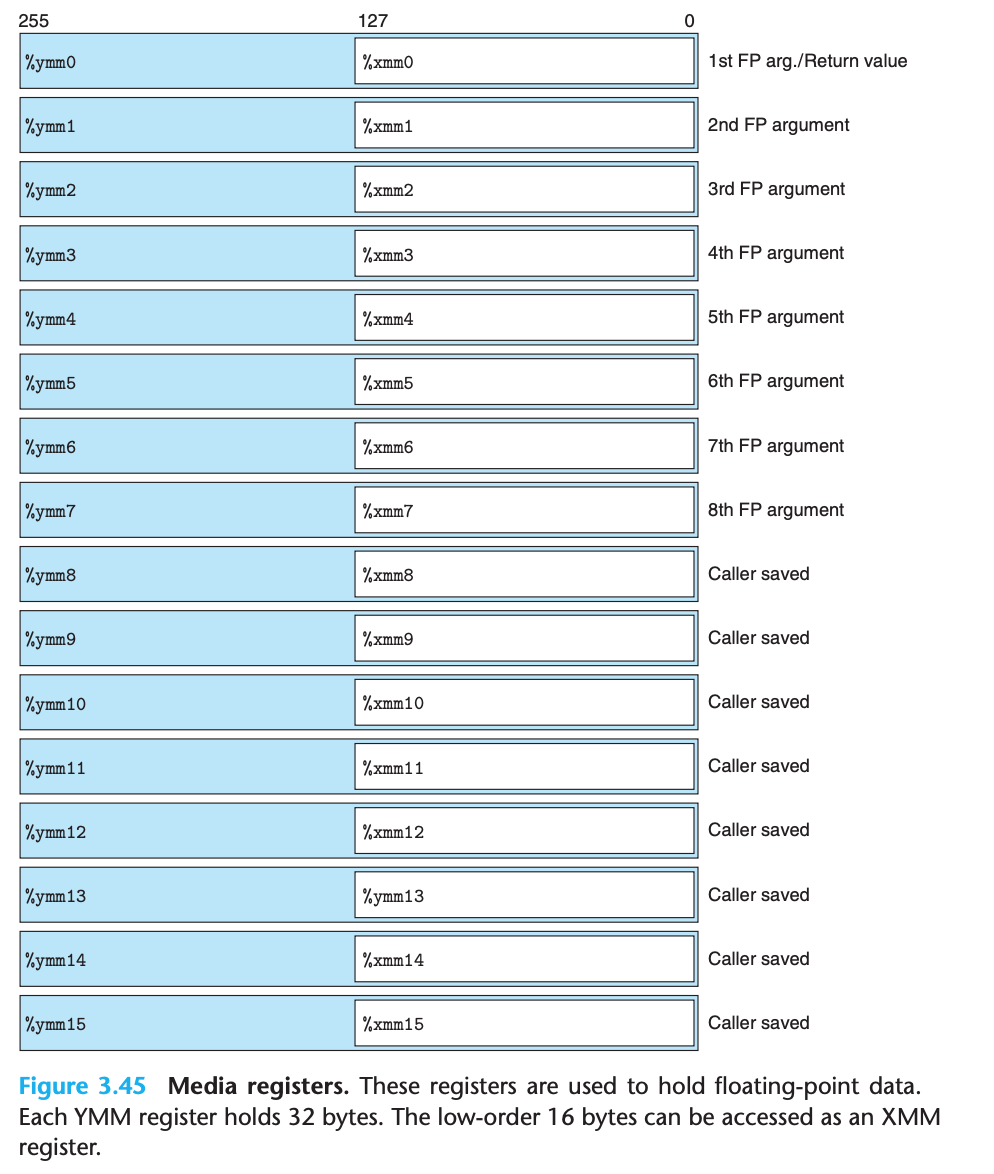 255 127 0
%ymm0 %xmm0 1st FP arg./Return value
%ymm1 %xmm1 2nd FP argument
%ymm2 %xmm2 3rd FP argument
%ymm3 %xmm3 4th FP argument
%ymm4 %xmm4 5th FP argument
%ymm5 %xmm5 6th FP argument
%ymm6 %xmm6 7th FP argument
%ymm7 %xmm7 8th FP argument
%ymm8 %xmm8 Caller saved
%ymm9 %xmm9 Caller saved
%ymm10 %xmm10 Caller saved
%ymm11 %xmm11 Caller saved
%ymm12 %xmm12 Caller saved
%ymm13 %ymm13 Caller saved
%ymm14 %xmm14 Caller saved
%ymm15 %xmm15 Caller saved
Figure 3.45 Media registers. These registers are used to hold floating-point data.
Each YMM register holds 32 bytes. The low-order 16 bytes can be accessed as an XMM
register.